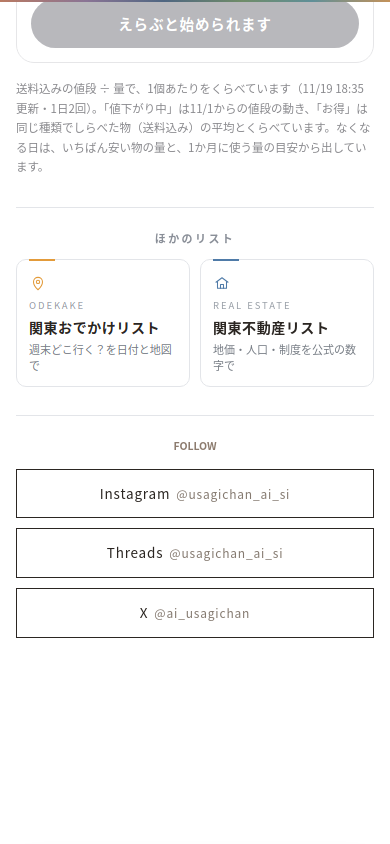 えらぶと始められます
送料込みの値段 ÷ 量で、1個あたりをくらべています（11/19 18:35
更新・1日2回）。「値下がり中」は11/1からの値段の動き、「お得」は
同じ種類でしらべた物（送料込み）の平均とくらべています。なくな
る日は、いちばん安い物の量と、1か月に使う量の目安から出してい
ます。
ほかのリスト
ODEKAKE
関東おでかけリスト
週末どこ行く？を日付と地図
で
REAL ESTATE
関東不動産リスト
地価・人口・制度を公式の数
字で
FOLLOW
Instagram @usagichan_ai_si
Threads @usagichan_ai_si
X @ai_usagichan